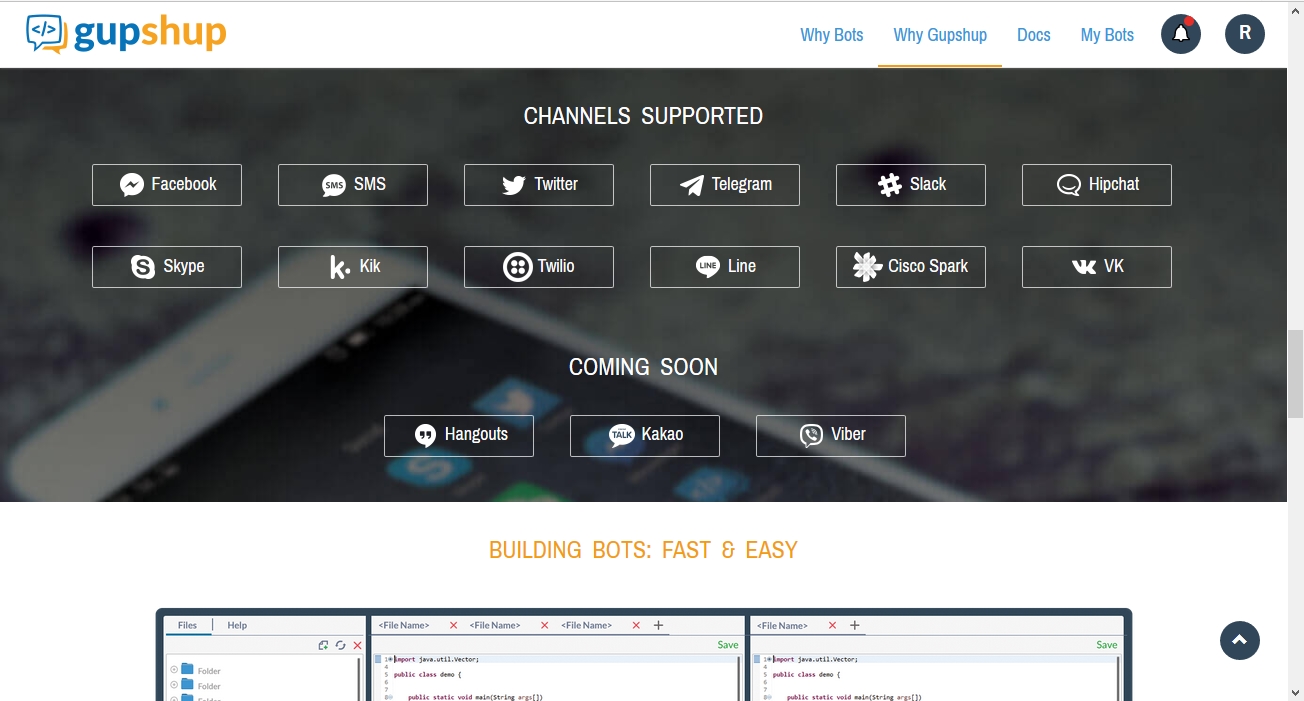 gupshup
Why Bots Why Gupshup Docs My Bots R
CHANNELS SUPPORTED
Facebook SMS SMS Twitter Telegram Slack Hipchat
Skype k. Kik Twilio LINE Line Cisco Spark VK
COMING SOON
Hangouts TALK Kakao Viber
BUILDING BOTS: FAST & EASY
Files Help <File Name> <File Name> <File Name> <File Name>
Save Save
Folder 1 import java.util.Vector; 1 import java.util.Vector;
4 4
Folder 5 public class demo { 5 public class demo {
6 6
7 7
Folder 8 public static void main(String args[]) 8 public static void main(String args[])